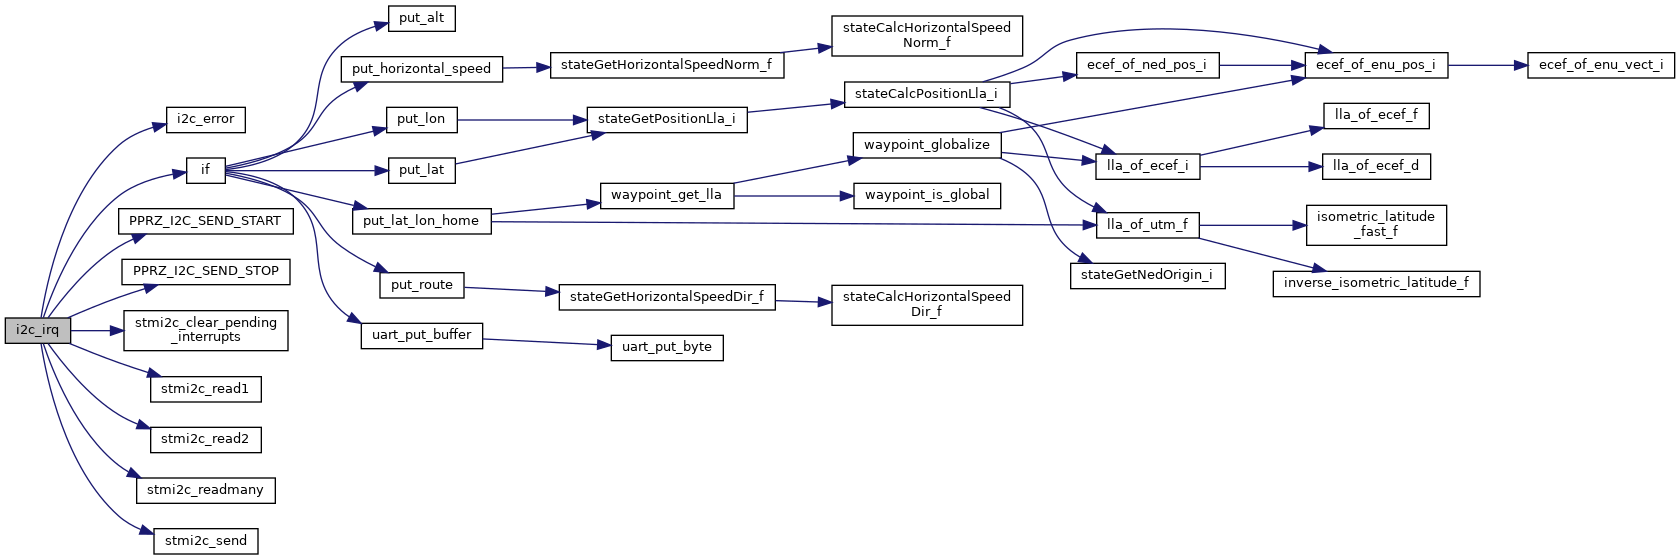 i2c_irq
i2c_error
if
PPRZ_I2C_SEND_START
PPRZ_I2C_SEND_STOP
stmi2c_clear_pending
_interrupts
stmi2c_read1
stmi2c_read2
stmi2c_readmany
stmi2c_send
put_alt
put_horizontal_speed
put_lon
put_lat
put_lat_lon_home
put_route
uart_put_buffer
stateGetHorizontalSpeedNorm_f
stateGetPositionLla_i
waypoint_get_lla
stateGetHorizontalSpeedDir_f
uart_put_byte
stateCalcHorizontalSpeed
Norm_f
stateCalcPositionLla_i
waypoint_globalize
waypoint_is_global
stateCalcHorizontalSpeed
Dir_f
ecef_of_ned_pos_i
lla_of_ecef_i
lla_of_utm_f
stateGetNedOrigin_i
ecef_of_enu_pos_i
lla_of_ecef_f
lla_of_ecef_d
isometric_latitude
_fast_f
inverse_isometric_latitude_f
ecef_of_enu_vect_i